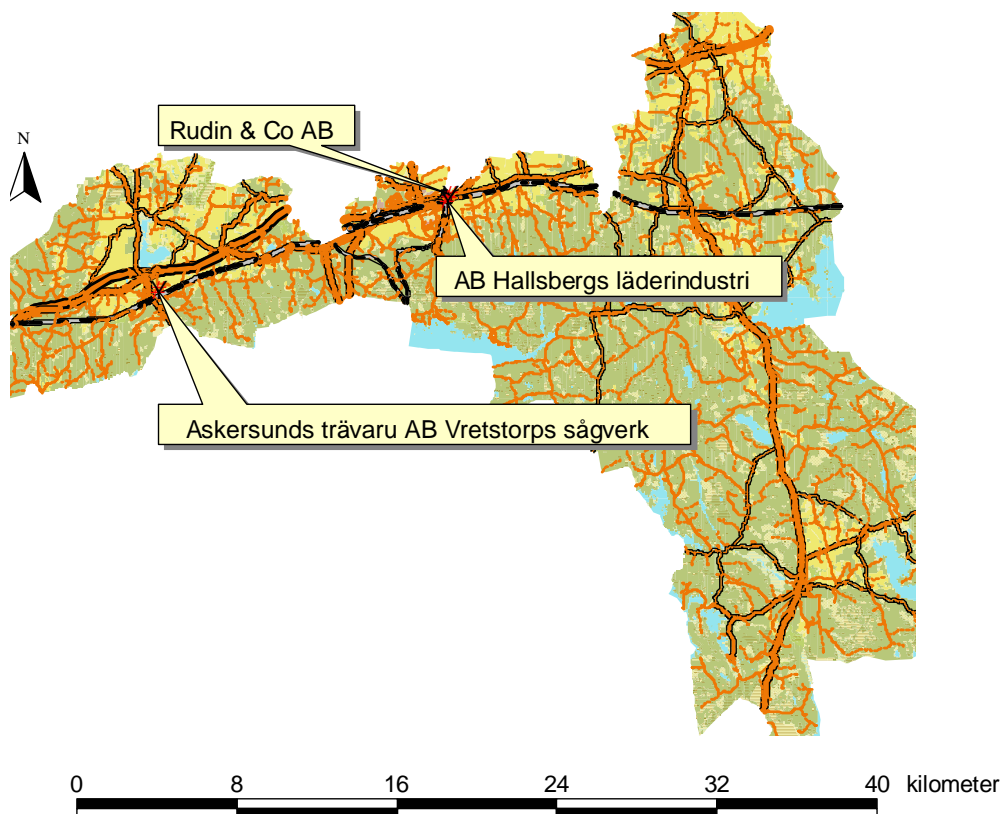 Rudin & Co AB
N
AB Hallsbergs läderindustri
Askersunds trävaru AB Vretstorps sågverk
0 8 16 24 32 40 kilometer